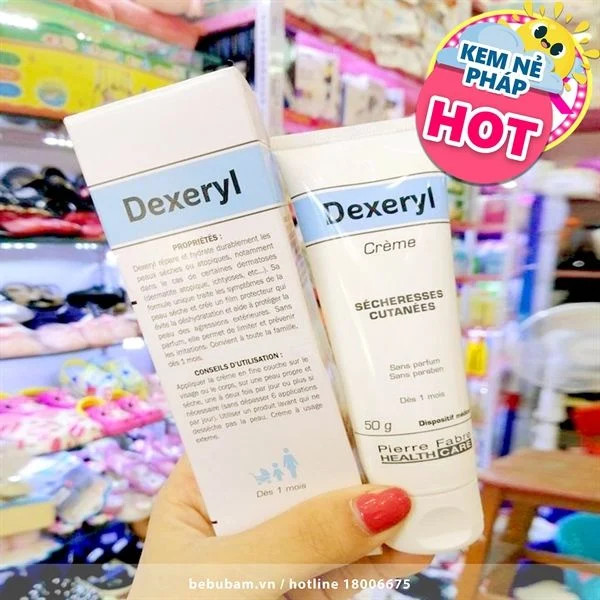 KEM NẺ
PHÁP
HOT
Dexeryl
PROPRIÉTÉS :
Dexeryl répare et hydrate durablement les
peaux sèches ou atopiques, notamment
dans le cas de certaines dermatoses
(dermatite atopique, ichtyoses, etc...). Sa
formule unique traite les symptômes de la
peau sèche et crée un film protecteur qui
évite la déshydratation et aide à protéger la
peau des agressions extérieures. Sans
parfum, elle permet de limiter et prévenir
les irritations. Convient à toute la famille,
dès 1 mois.
CONSEILS D'UTILISATION :
Appliquer la crème en fine couche sur le
visage ou le corps, sur une peau propre et
sèche, une à deux fois par jour ou plus si
nécessaire (sans dépasser 6 applications
par jour). Utiliser un produit lavant qui ne
dessèche pas la peau. Crème à usage
externe.
Dès 1 mois
Dexeryl
Crème
SÉCHERESSES
CUTANÉES
Sans parfum
Sans paraben
Dès 1 mois
50 g
Dispositif
Pierre Fabre
HEALTH CARE
bebubam.vn / hotline 18006675